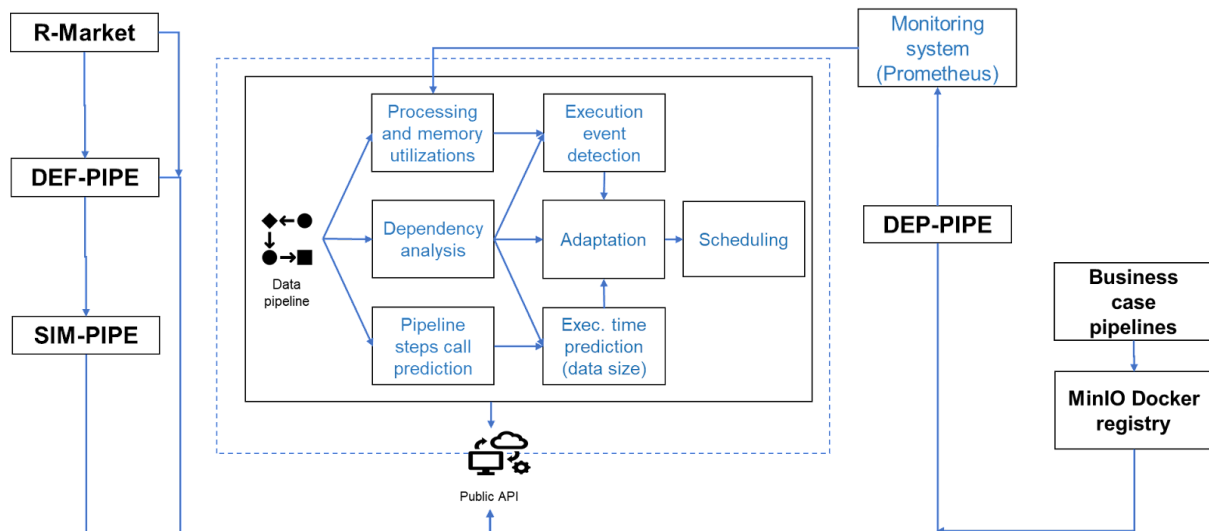 R-Market
Monitoring
system
(Prometheus)
Processing
and memory
utilizations
Execution
event
detection
DEF-PIPE
Dependency
analysis
Adaptation
Scheduling
DEP-PIPE
Data
pipeline
Business
case
pipelines
SIM-PIPE
Pipeline
steps call
prediction
Exec. time
prediction
(data size)
MinIO Docker
registry
Public API